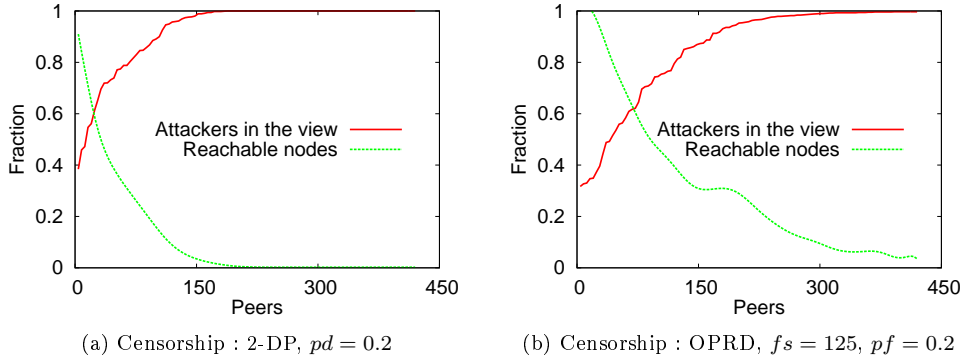 1
0.8
0.6
0.4
0.2
0
Fraction
Attackers in the view
Reachable nodes
0 150 300 450
Peers
(a) Censorship : 2-DP, pd = 0.2
1
0.8
0.6
0.4
0.2
0
Fraction
Attackers in the view
Reachable nodes
0 150 300 450
Peers
(b) Censorship : OPRD, fs = 125, pf = 0.2